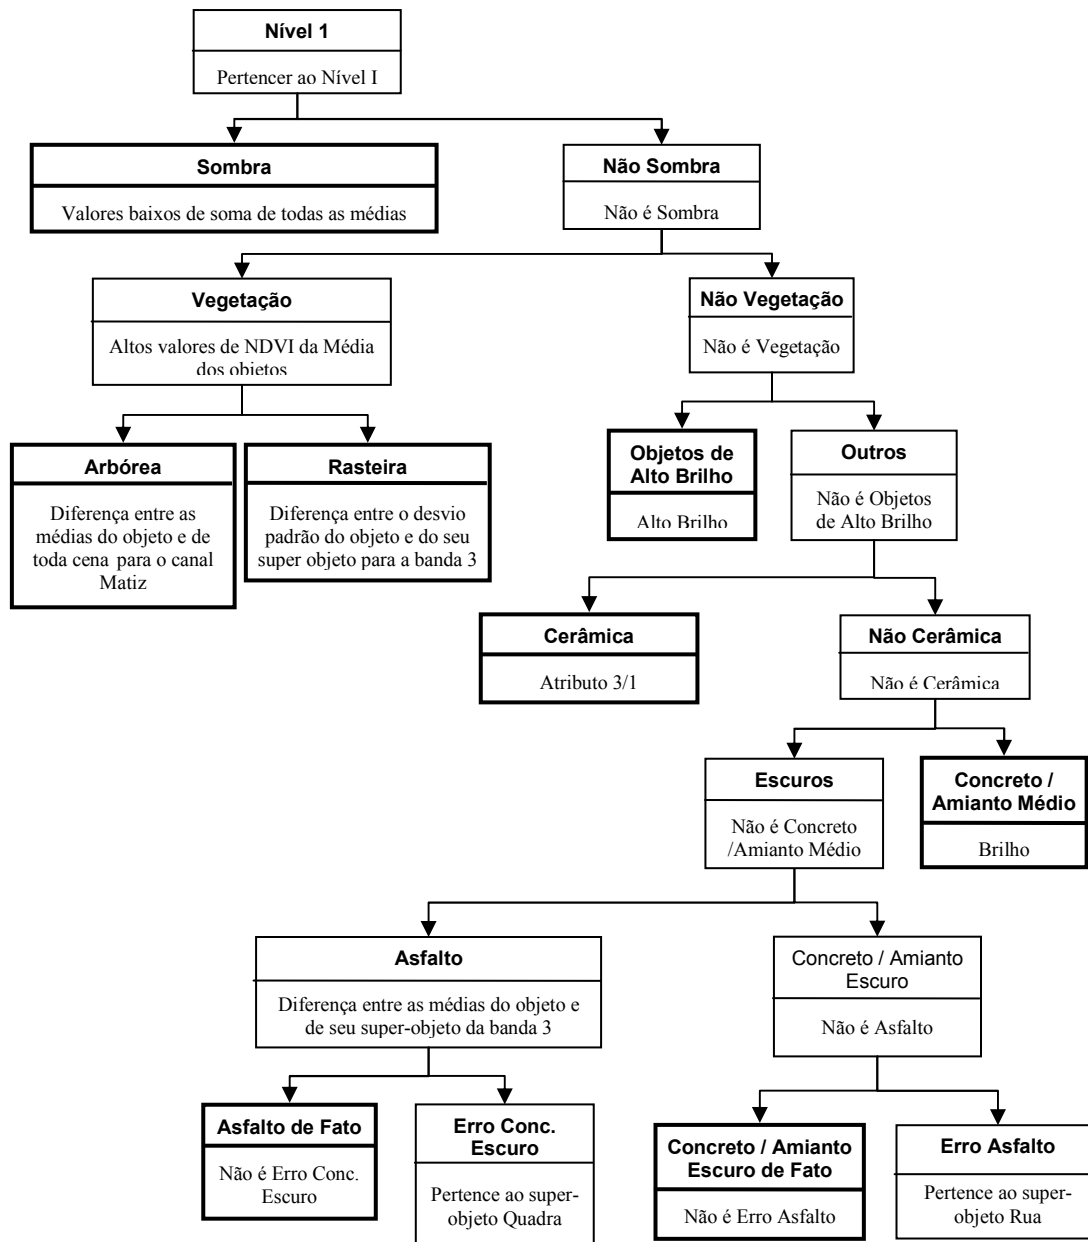 Nível 1
Pertencer ao Nível I
Sombra
Valores baixos de soma de todas as médias
Não Sombra
Não é Sombra
Vegetação
Altos valores de NDVI da Média
dos objetos
Não Vegetação
Não é Vegetação
Arbórea
Diferença entre as
médias do objeto e de
toda cena para o canal
Matiz
Rasteira
Diferença entre o desvio
padrão do objeto e do seu
super objeto para a banda 3
Objetos de
Alto Brilho
Alto Brilho
Outros
Não é Objetos
de Alto Brilho
Cerâmica
Atributo 3/1
Não Cerâmica
Não é Cerâmica
Escuros
Não é Concreto
/Amianto Médio
Concreto /
Amianto Médio
Brilho
Asfalto
Diferença entre as médias do objeto e
de seu super-objeto da banda 3
Concreto / Amianto
Escuro
Não é Asfalto
Asfalto de Fato
Não é Erro Conc.
Escuro
Erro Conc.
Escuro
Pertence ao super-
objeto Quadra
Concreto / Amianto
Escuro de Fato
Não é Erro Asfalto
Erro Asfalto
Pertence ao super-
objeto Rua